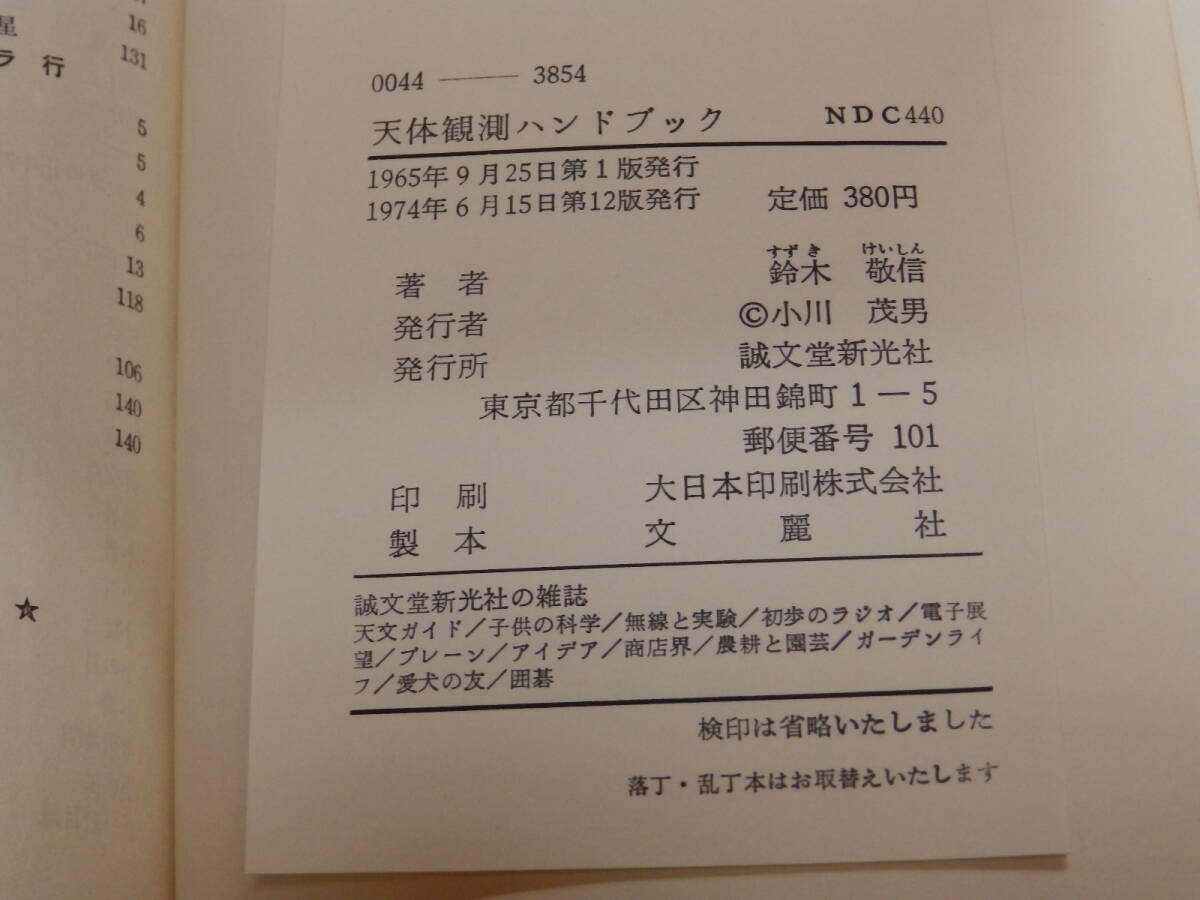 星
16
131
ラ行
5
5
4
6
13
118
106
140
140
☆
0044 ―― 3854
天体観測ハンドブック NDC440
1965年9月25日第1版発行
1974年6月15日第12版発行 定価 380円
すずき けいしん
著者 鈴木 敬信
発行者 ©小川 茂男
発行所 誠文堂新光社
東京都千代田区神田錦町1―5
郵便番号 101
印刷 大日本印刷株式会社
製本 文麗社
誠文堂新光社の雑誌
天文ガイド/子供の科学/無線と実験/初歩のラジオ/電子展
望/ブレーン/アイデア/商店界/農耕と園芸/ガーデンライ
フ/愛犬の友/囲碁
検印は省略いたしました
落丁・乱丁本はお取替えいたします